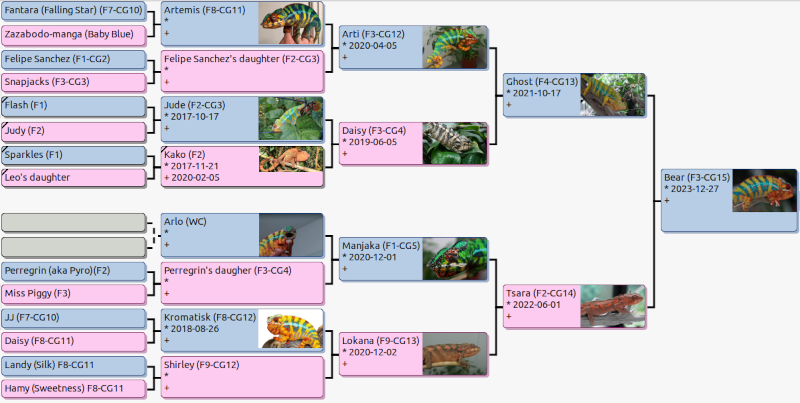 Fantara (Falling Star) (F7-CG10)
Zazabodo-manga (Baby Blue)
Felipe Sanchez (F1-CG2)
Snapjacks (F3-CG3)
Flash (F1)
Judy (F2)
Sparkles (F1)
Leo's daughter
Perregrin (aka Pyro)(F2)
Miss Piggy (F3)
JJ (F7-CG10)
Daisy (F8-CG11)
Landy (Silk) F8-CG11
Hamy (Sweetness) F8-CG11
Artemis (F8-CG11)
*
+
Felipe Sanchez's daughter (F2-CG3)
*
+
Jude (F2-CG3)
* 2017-10-17
+
Kako (F2)
* 2017-11-21
+ 2020-02-05
Arlo (WC)
*
+
Perregrin's daugher (F3-CG4)
*
+
Kromatisk (F8-CG12)
* 2018-08-26
+
Shirley (F9-CG12)
*
+
Arti (F3-CG12)
* 2020-04-05
+
Daisy (F3-CG4)
* 2019-06-05
+
Manjaka (F1-CG5)
* 2020-12-01
+
Lokana (F9-CG13)
* 2020-12-02
+
Ghost (F4-CG13)
* 2021-10-17
+
Tsara (F2-CG14)
* 2022-06-01
+
Bear (F3-CG15)
* 2023-12-27
+